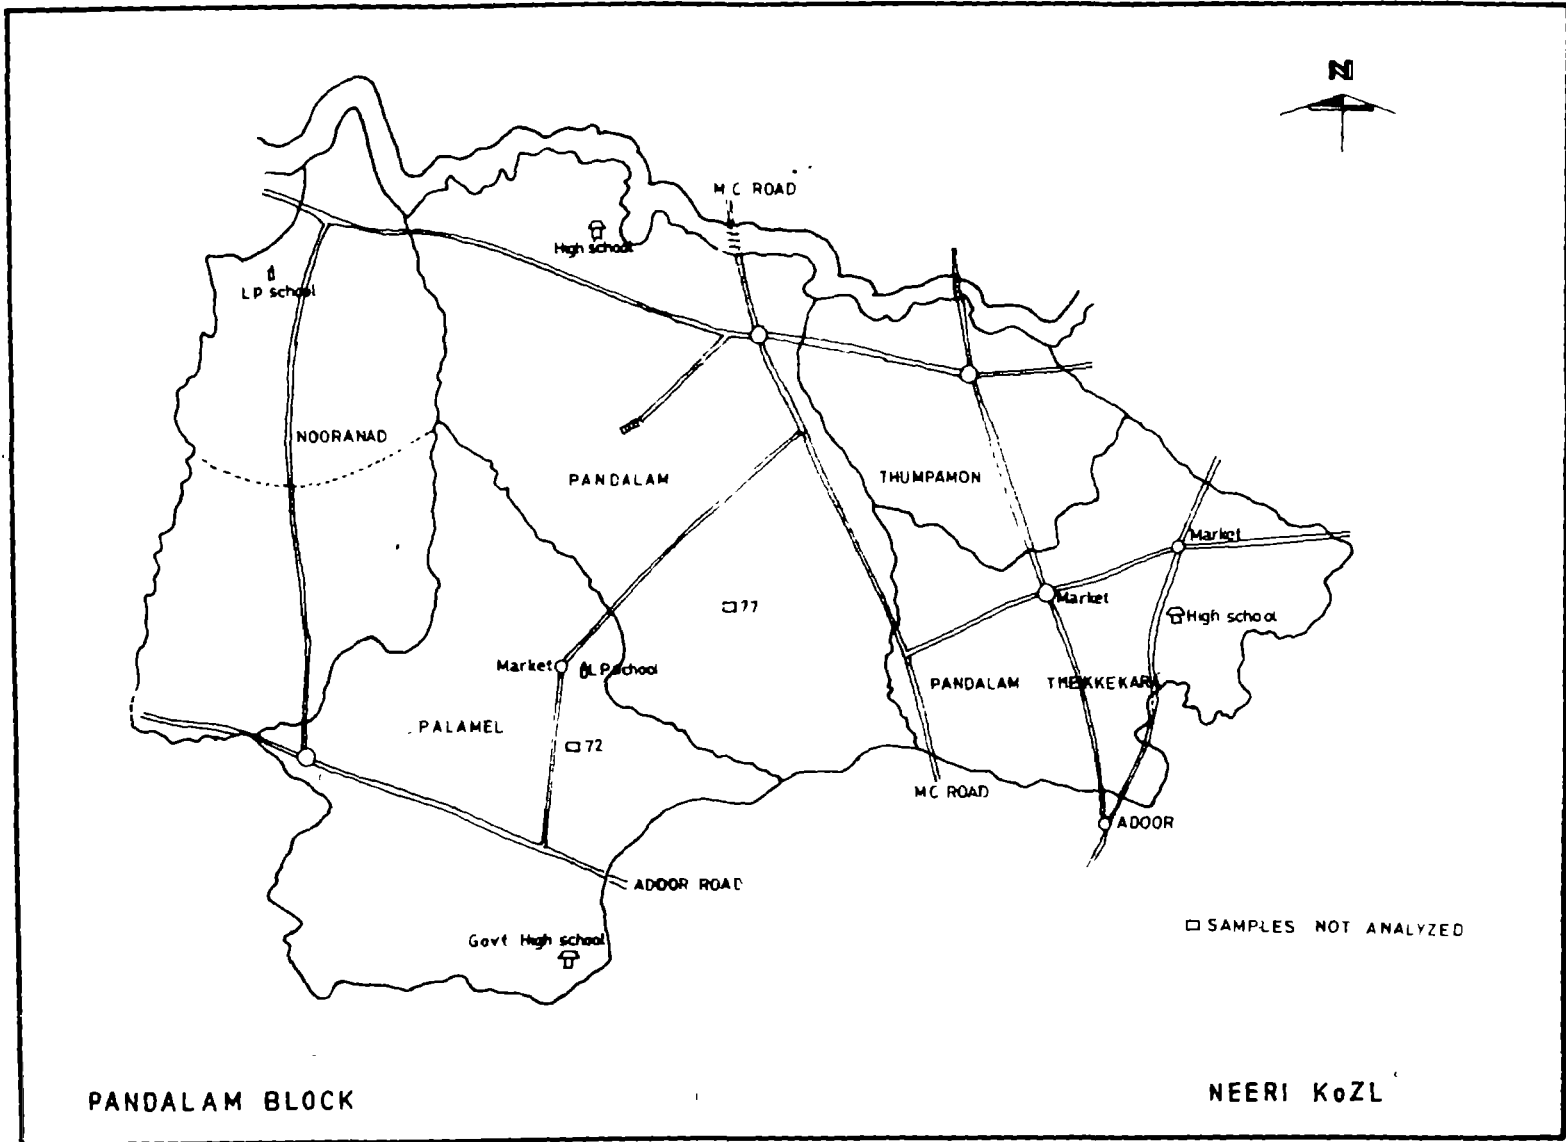 N
M C ROAD
High school
L P school
NOORANAD
PANDALAM
THUMPAMON
Market
77
Market
High school
Market
L P school
PANDALAM THEKKEKARA
PALAMEL
72
M C ROAD
ADOOR
ADOOR ROAD
SAMPLES NOT ANALYZED
Govt High school
PANDALAM BLOCK
NEERI KoZL